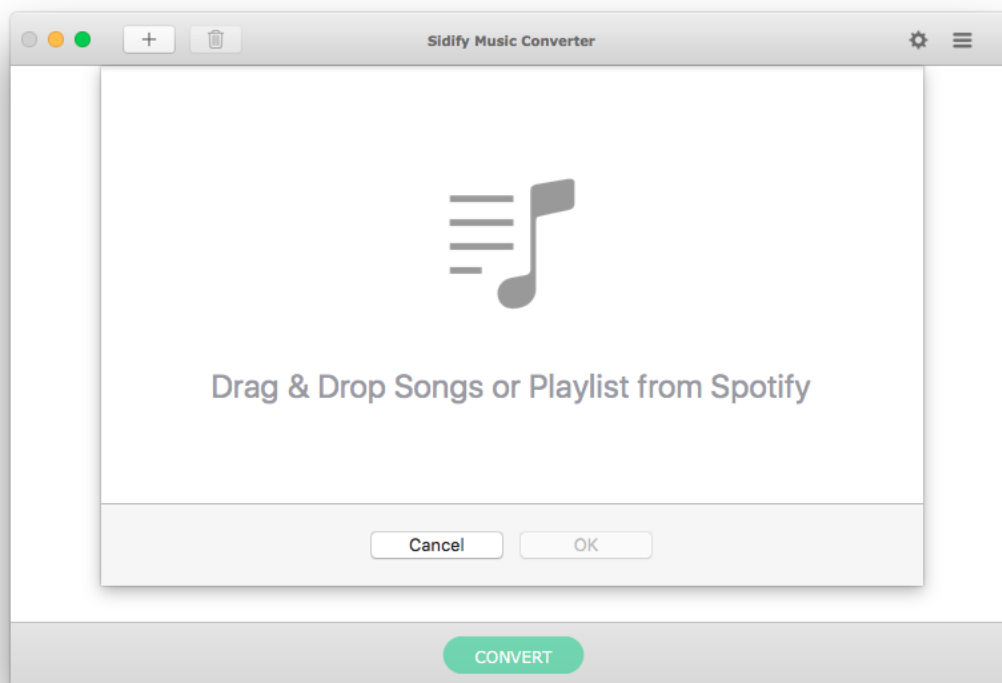 Sidify Music Converter
Drag & Drop Songs or Playlist from Spotify
Cancel
OK
CONVERT